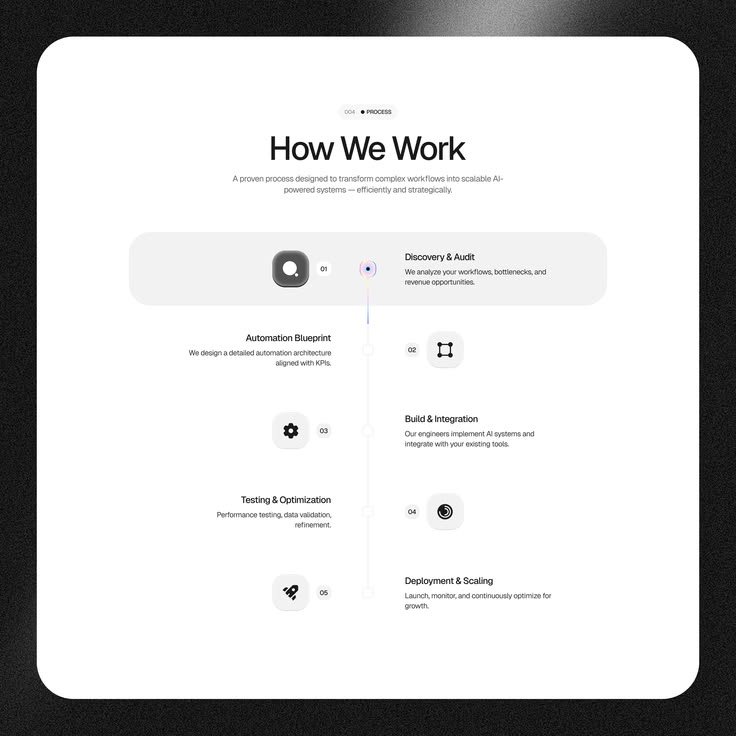 004 PROCESS
How We Work
A proven process designed to transform complex workflows into scalable AI-
powered systems — efficiently and strategically.
01
Discovery & Audit
We analyze your workflows, bottlenecks, and
revenue opportunities.
Automation Blueprint
We design a detailed automation architecture
aligned with KPIs.
02
03
Build & Integration
Our engineers implement AI systems and
integrate with your existing tools.
Testing & Optimization
Performance testing, data validation,
refinement.
04
05
Deployment & Scaling
Launch, monitor, and continuously optimize for
growth.